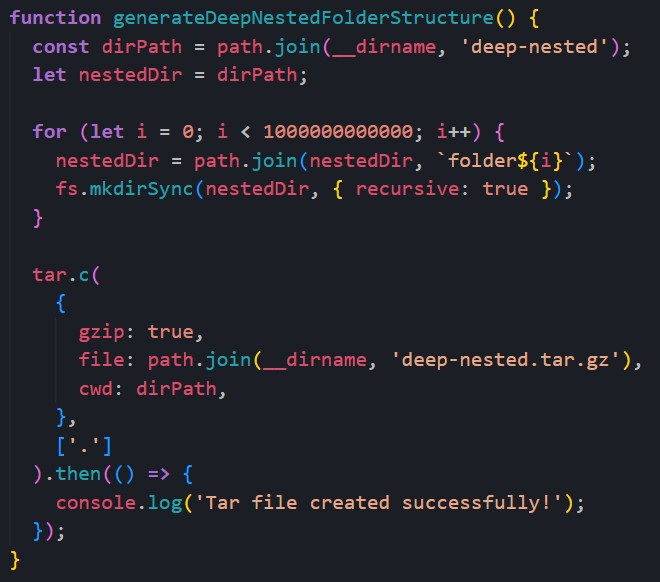 function generateDeepNestedFolderStructure() {
  const dirPath = path.join(__dirname, 'deep-nested');
  let nestedDir = dirPath;

  for (let i = 0; i < 1000000000000; i++) {
    nestedDir = path.join(nestedDir, `folder${i}`);
    fs.mkdirSync(nestedDir, { recursive: true });
  }

  tar.c(
    {
      gzip: true,
      file: path.join(__dirname, 'deep-nested.tar.gz'),
      cwd: dirPath,
    },
    ['.']
  ).then(() => {
    console.log('Tar file created successfully!');
  });
}